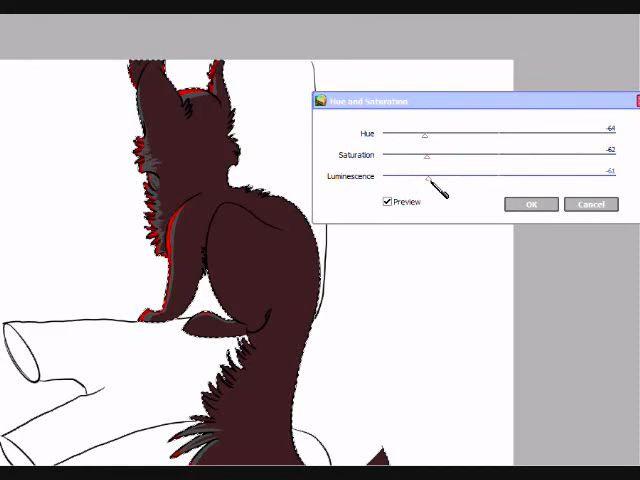 Hue and Saturation
Hue -64
Saturation -62
Luminescence -61
Preview OK Cancel